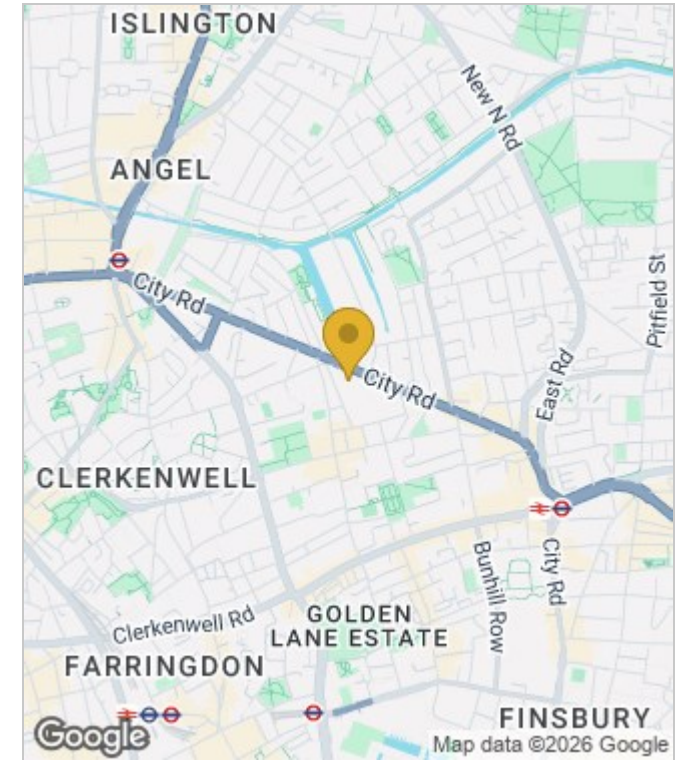 ISLINGTON
New N Rd
ANGEL
City Rd
Pitfield St
City Rd
East Rd
CLERKENWELL
City Rd
Bunhill Row
Clerkenwell Rd
GOLDEN
LANE ESTATE
FARRINGDON
FINSBURY
Google
Map data ©2026 Google